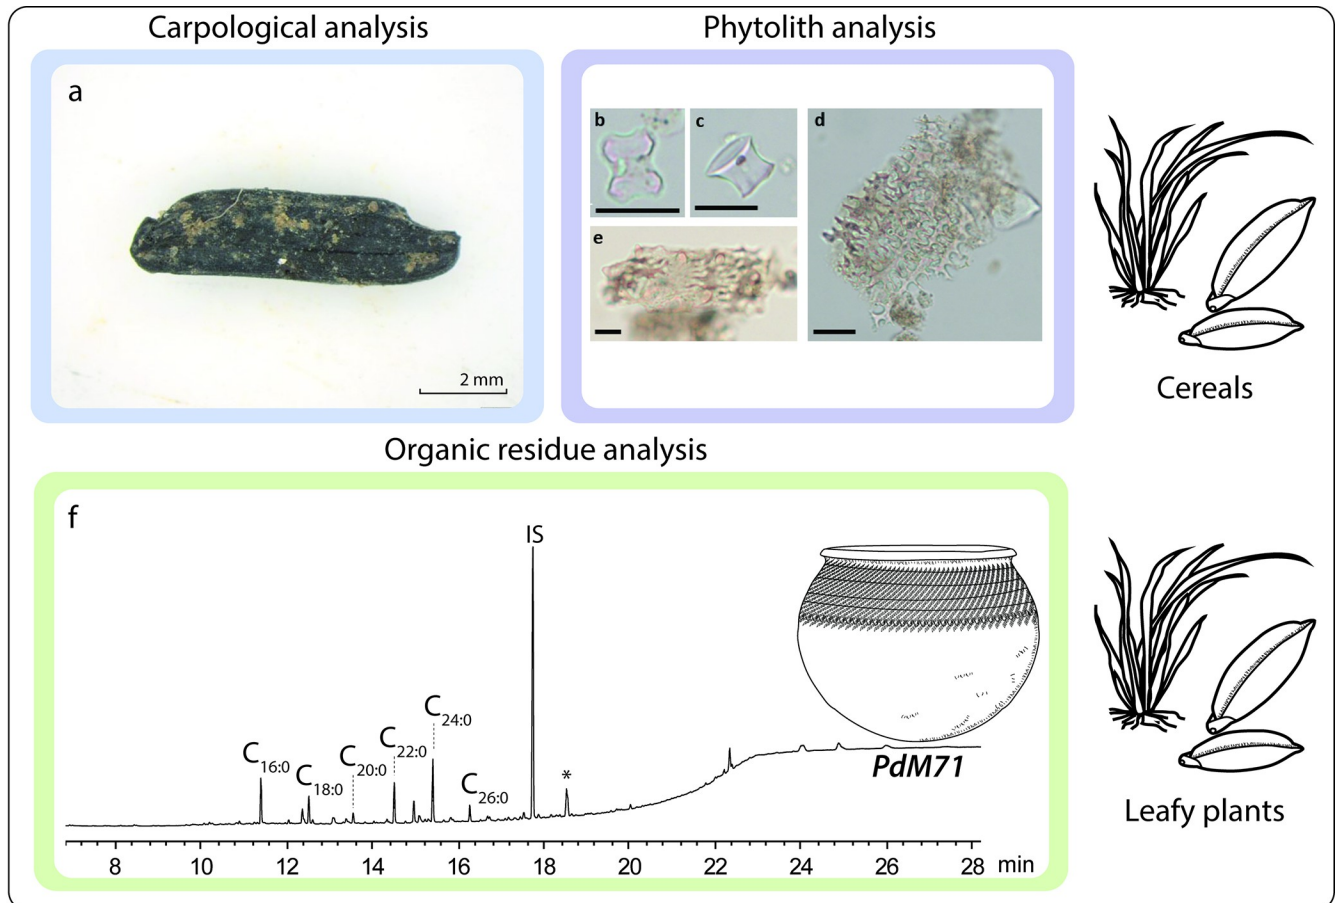 Carpological analysis
Phytolith analysis
a
2 mm
b
c
d
e
Cereals
Organic residue analysis
f
IS
C16:0
C18:0
C20:0
C22:0
C24:0
C26:0
*
PdM71
8 10 12 14 16 18 20 22 24 26 28 min
Leafy plants